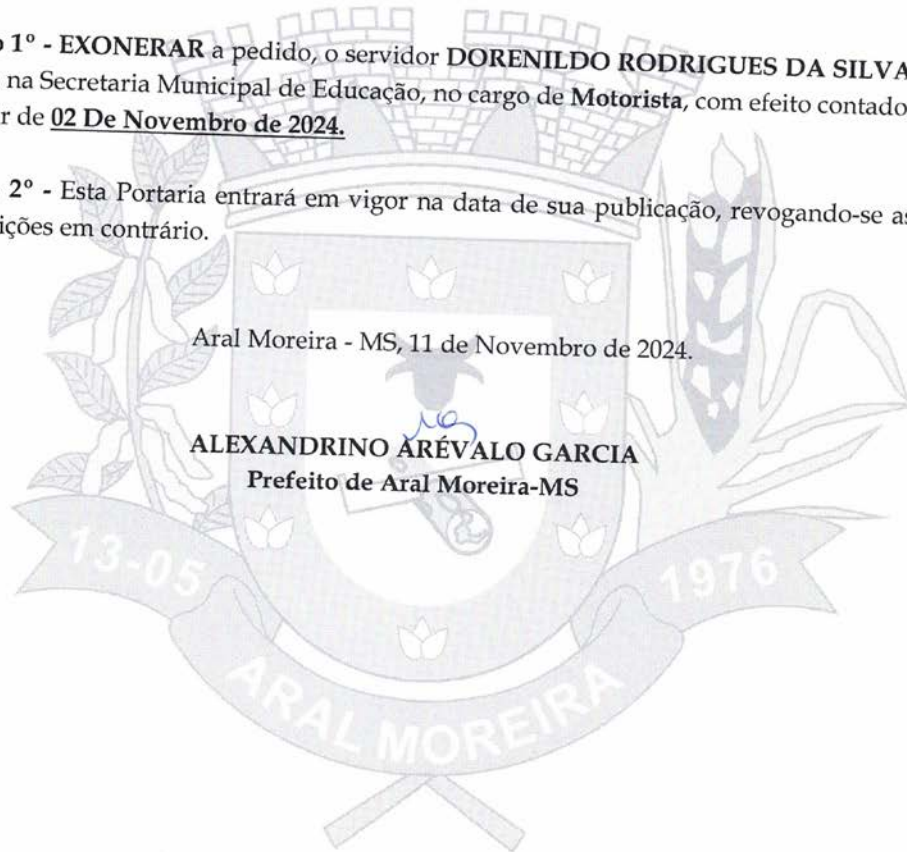 o 1º - EXONERAR a pedido, o servidor DORENILDO RODRIGUES DA SILVA
na Secretaria Municipal de Educação, no cargo de Motorista, com efeito contado
r de 02 De Novembro de 2024.
2º - Esta Portaria entrará em vigor na data de sua publicação, revogando-se as
ições em contrário.
Aral Moreira - MS, 11 de Novembro de 2024.
ALEXANDRINO ARÉVALO GARCIA
Prefeito de Aral Moreira-MS
13-05
1976
ARAL MOREIRA